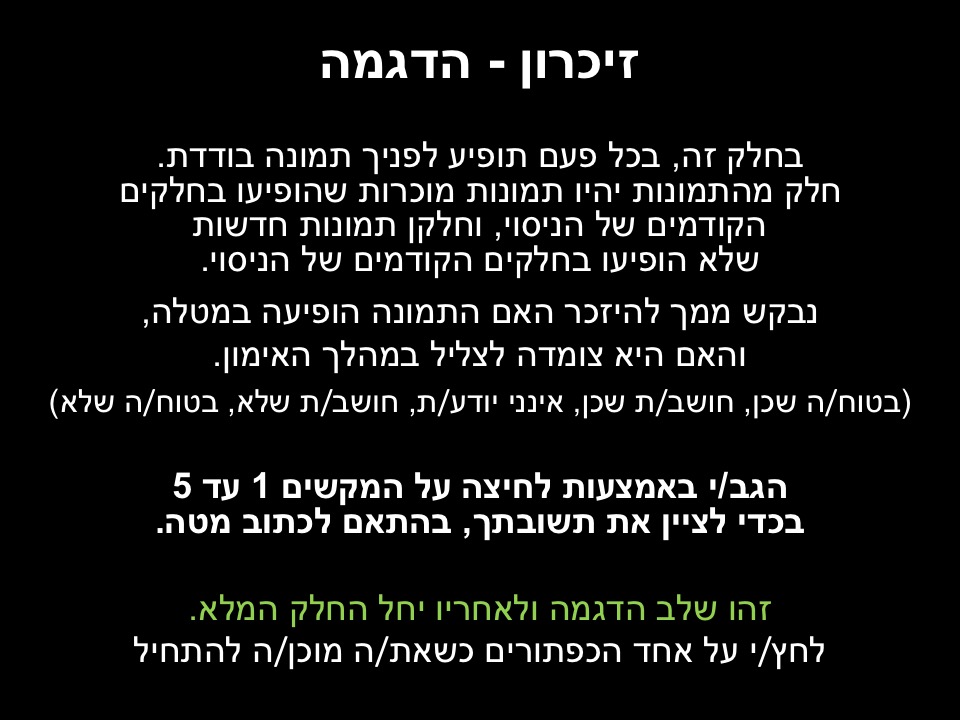 זיכרון - הדגמה
בחלק זה, בכל פעם תופיע לפניך תמונה בודדת.
חלק מהתמונות יהיו תמונות מוכרות שהופיעו בחלקים
הקודמים של הניסוי, וחלקן תמונות חדשות
שלא הופיעו בחלקים הקודמים של הניסוי.
נבקש ממך להיזכר האם התמונה הופיעה במטלה,
והאם היא צומדה לצליל במהלך האימון.
(בטוח/ה שכן, חושב/ת שכן, אינני יודע/ת, חושב/ת שלא, בטוח/ה שלא)
הגב/י באמצעות לחיצה על המקשים 1 עד 5
בכדי לציין את תשובתך, בהתאם לכתוב מטה.
זהו שלב הדגמה ולאחריו יחל החלק המלא.
לחץ/י על אחד הכפתורים כשאת/ה מוכן/ה להתחיל